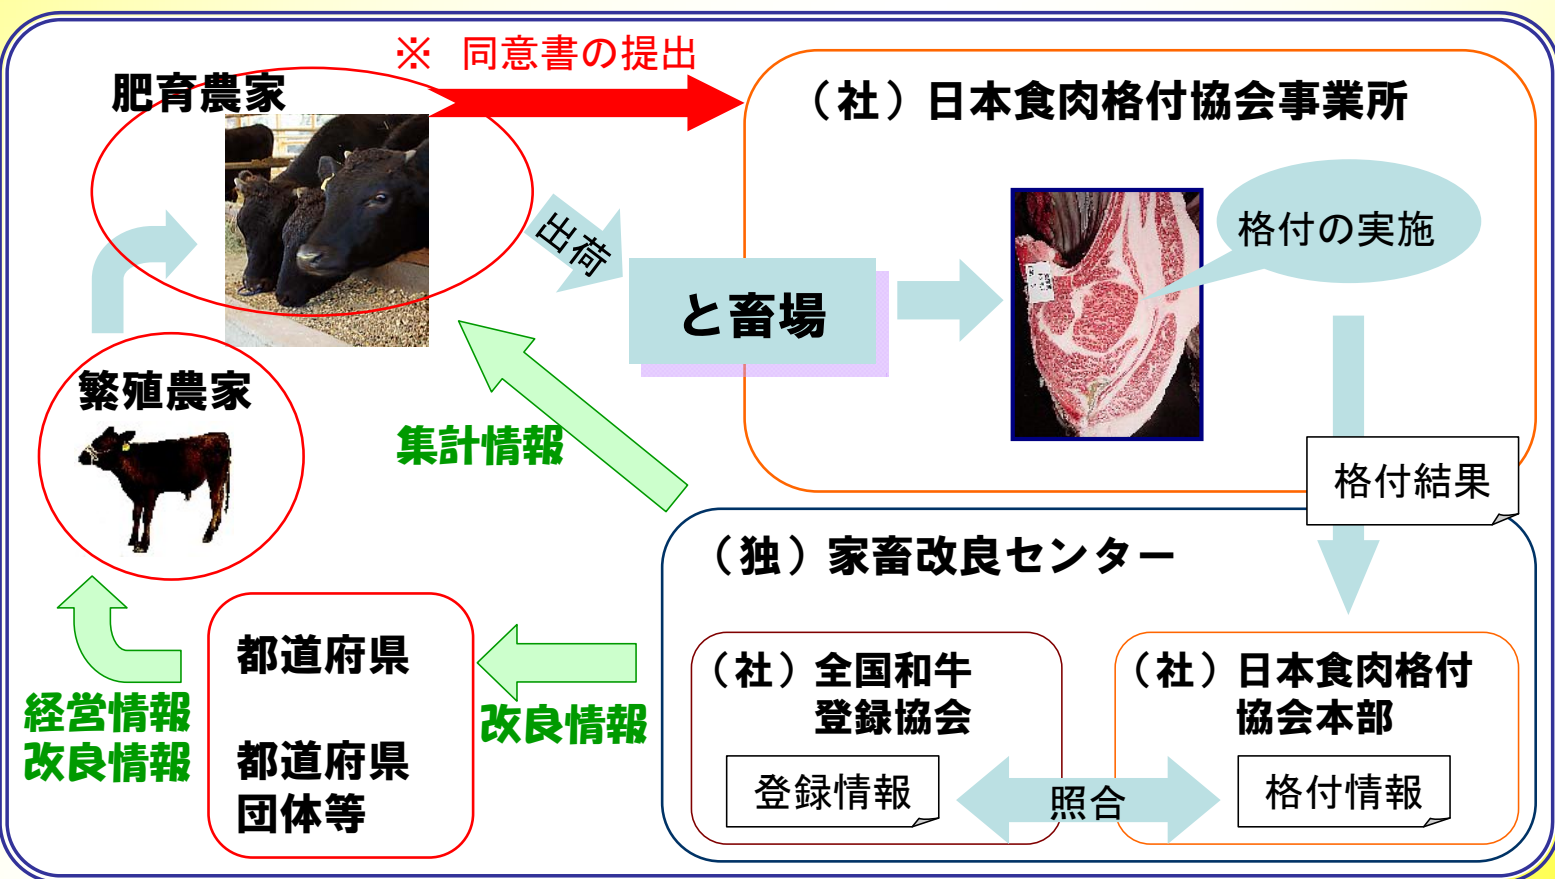 ※ 同意書の提出
肥育農家
(社)日本食肉格付協会事業所
格付の実施
出荷
と畜場
繁殖農家
集計情報
格付結果
(独)家畜改良センター
都道府県
都道府県
団体等
経営情報
改良情報
改良情報
(社)全国和牛
登録協会
登録情報
照合
(社)日本食肉格付
協会本部
格付情報